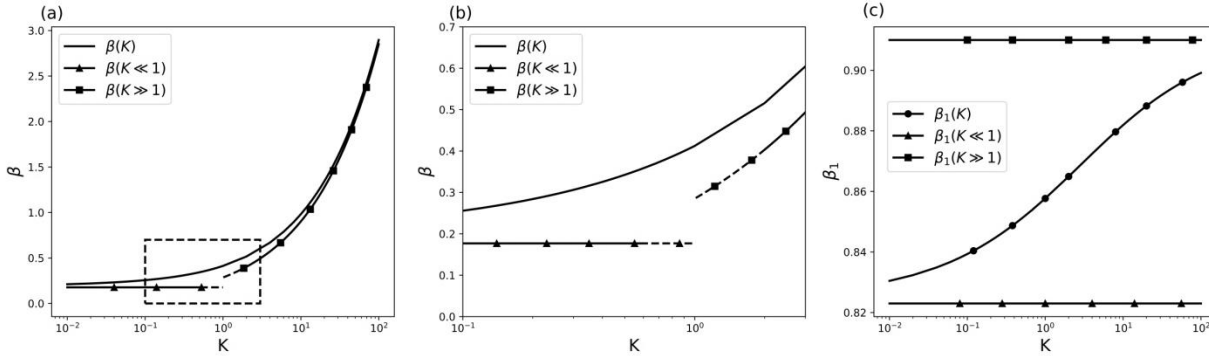 (a)
3.0
2.5
2.0
1.5
1.0
0.5
0.0
β
β(K)
β(K ≪ 1)
β(K ≫ 1)
10⁻² 10⁻¹ 10⁰ 10¹ 10²
K
(b)
0.7
0.6
0.5
0.4
0.3
0.2
0.1
0.0
β
β(K)
β(K ≪ 1)
β(K ≫ 1)
10⁻¹ 10⁰
K
(c)
0.90
0.88
0.86
0.84
0.82
β₁
β₁(K)
β₁(K ≪ 1)
β₁(K ≫ 1)
10⁻² 10⁻¹ 10⁰ 10¹ 10²
K